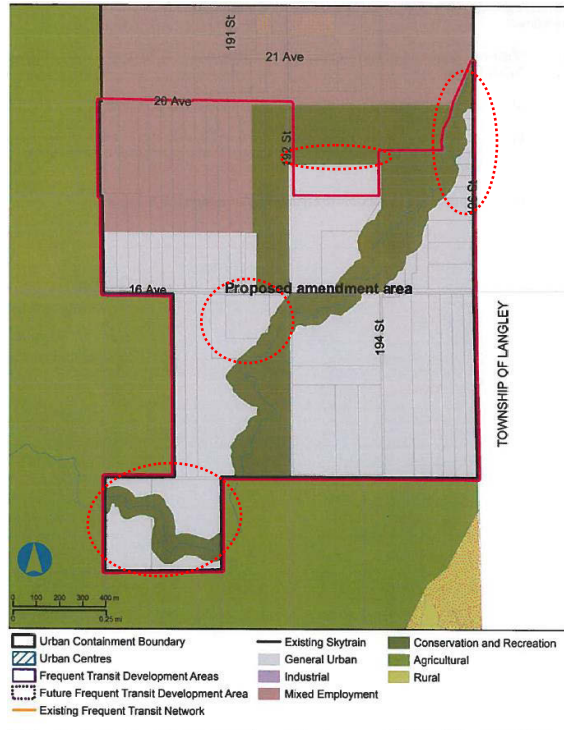 191 St
21 Ave
20 Ave
192 St
196 St
16 Ave
Proposed amendment area
194 St
TOWNSHIP OF LANGLEY
0 100 200 300 400 m
0.25 mi
Urban Containment Boundary
Urban Centres
Frequent Transit Development Areas
Future Frequent Transit Development Area
Existing Frequent Transit Network
Existing Skytrain
General Urban
Industrial
Mixed Employment
Conservation and Recreation
Agricultural
Rural